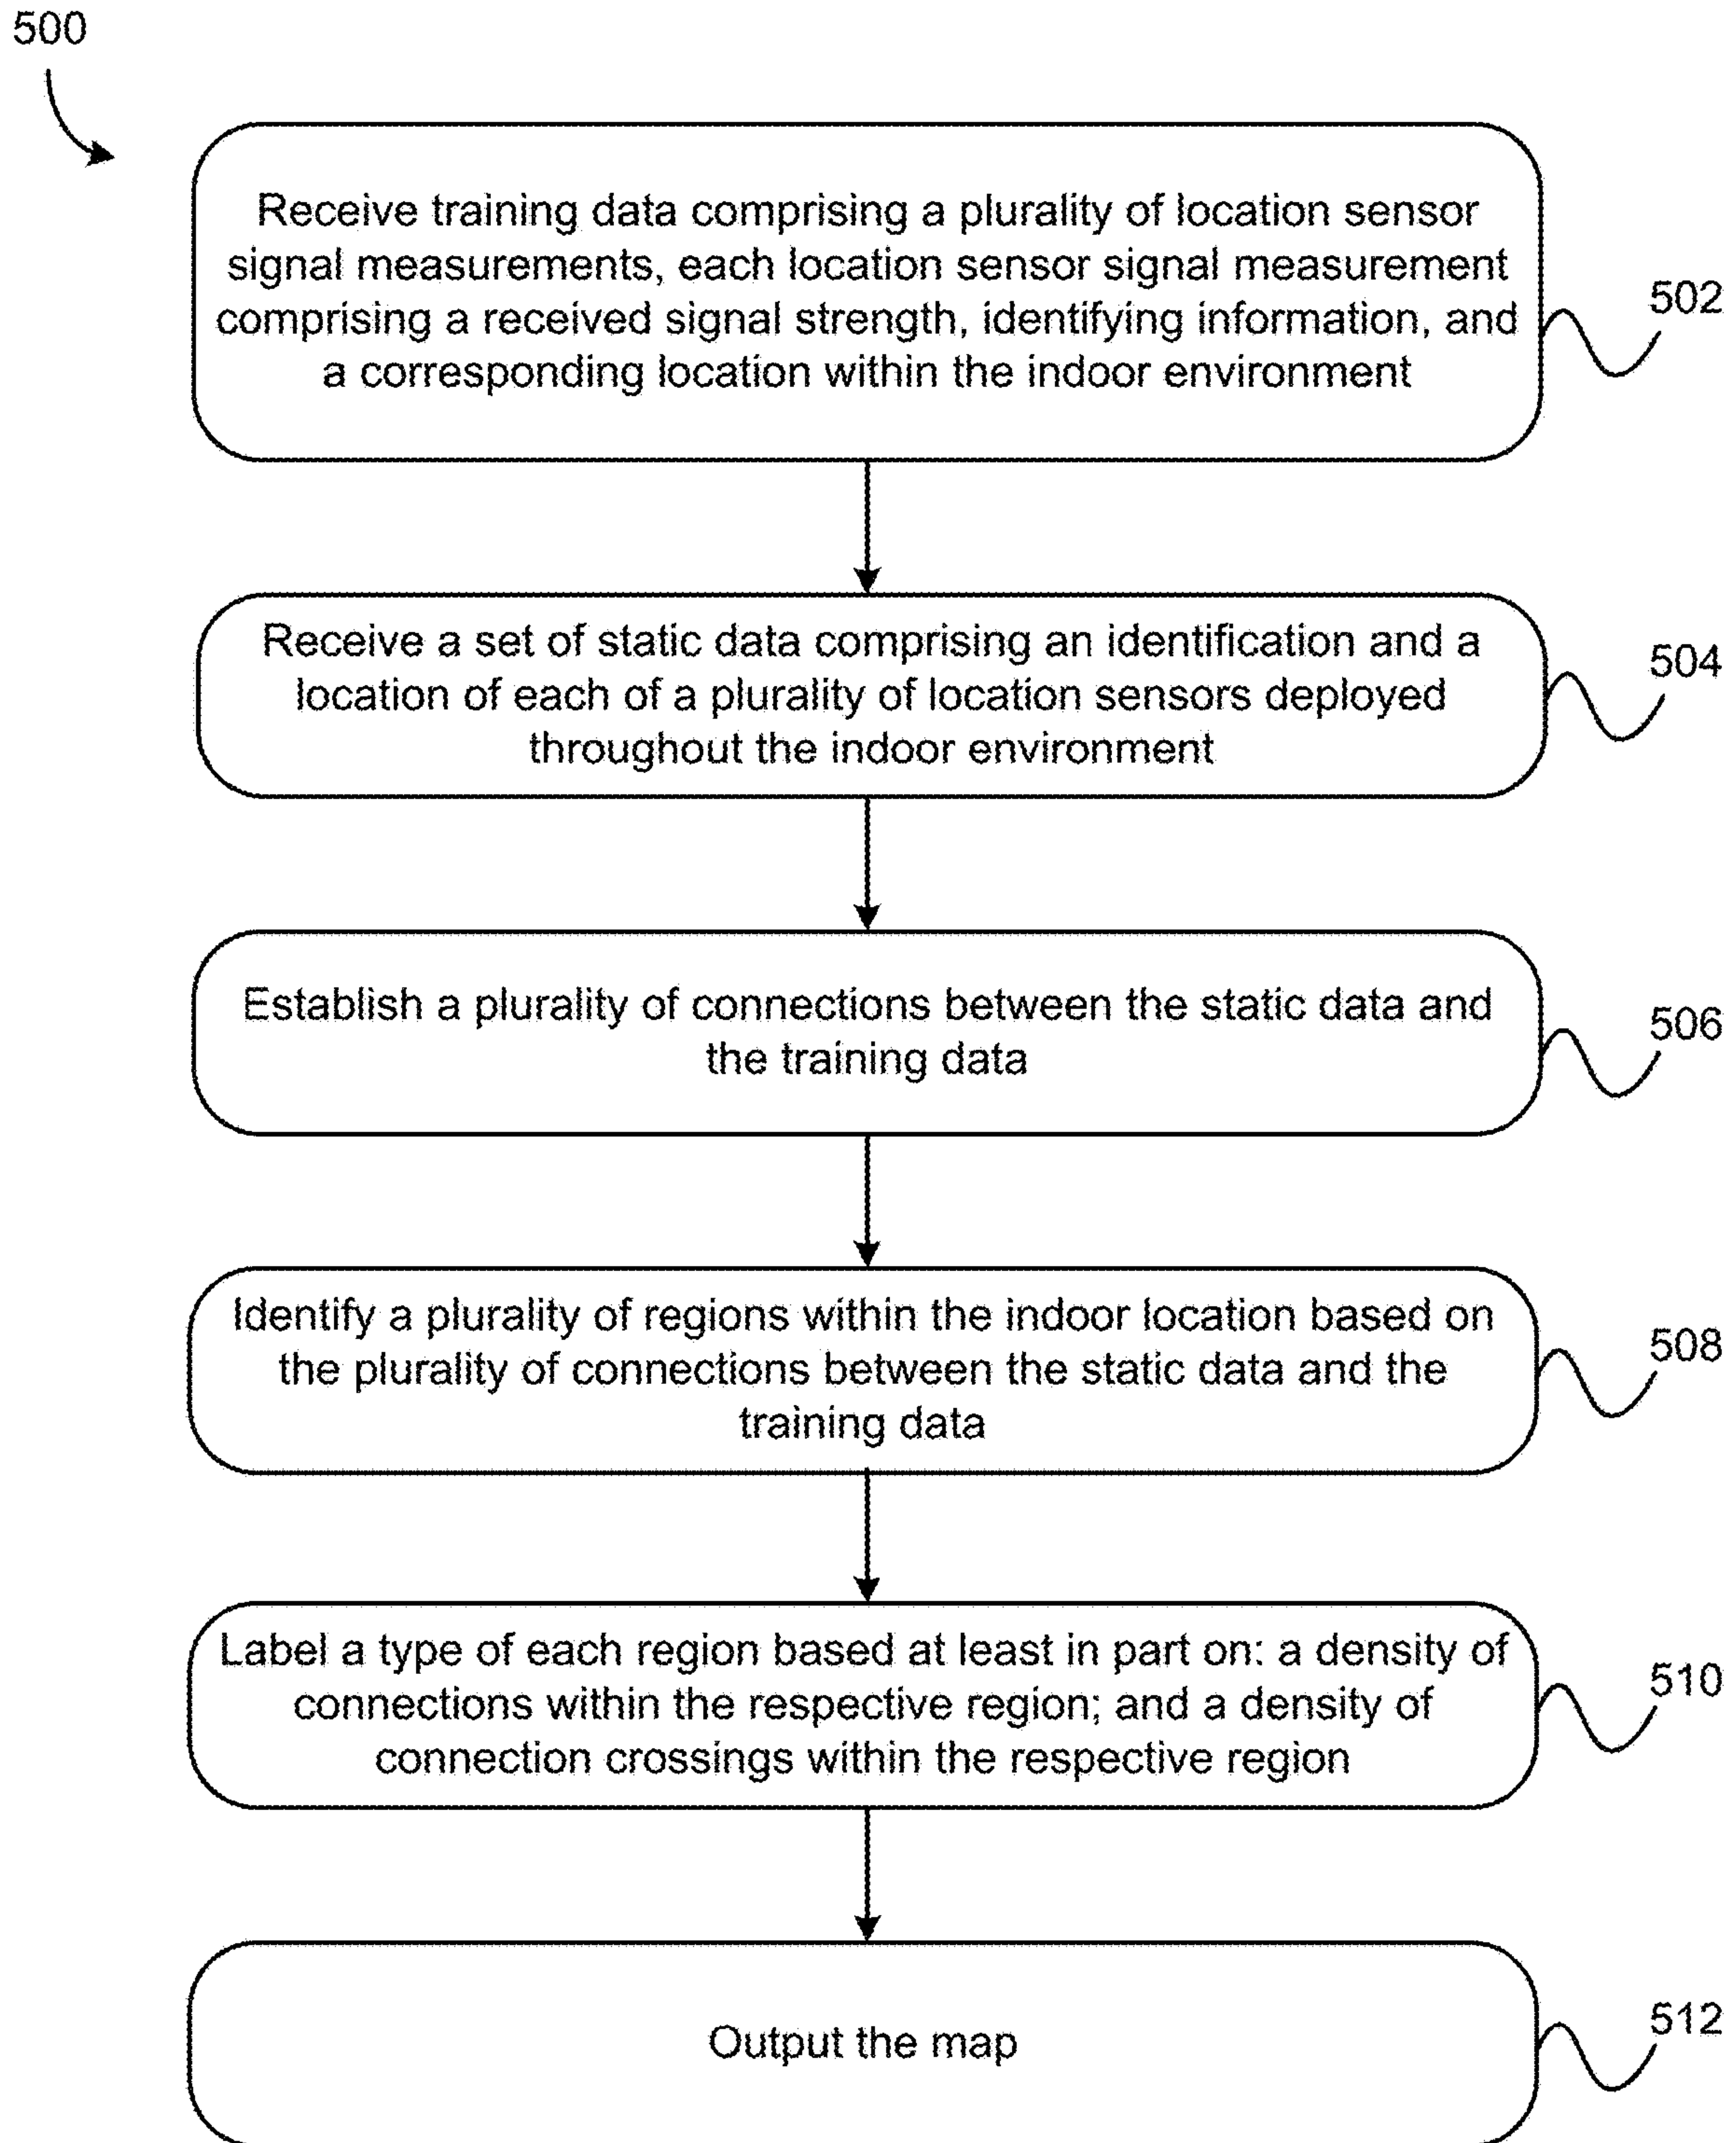 500
Receive training data comprising a plurality of location sensor
signal measurements, each location sensor signal measurement
comprising a received signal strength, identifying information, and
a corresponding location within the indoor environment
502
Receive a set of static data comprising an identification and a
location of each of a plurality of location sensors deployed
throughout the indoor environment
504
Establish a plurality of connections between the static data and
the training data
506
Identify a plurality of regions within the indoor location based on
the plurality of connections between the static data and the
training data
508
Label a type of each region based at least in part on: a density of
connections within the respective region; and a density of
connection crossings within the respective region
510
Output the map
512